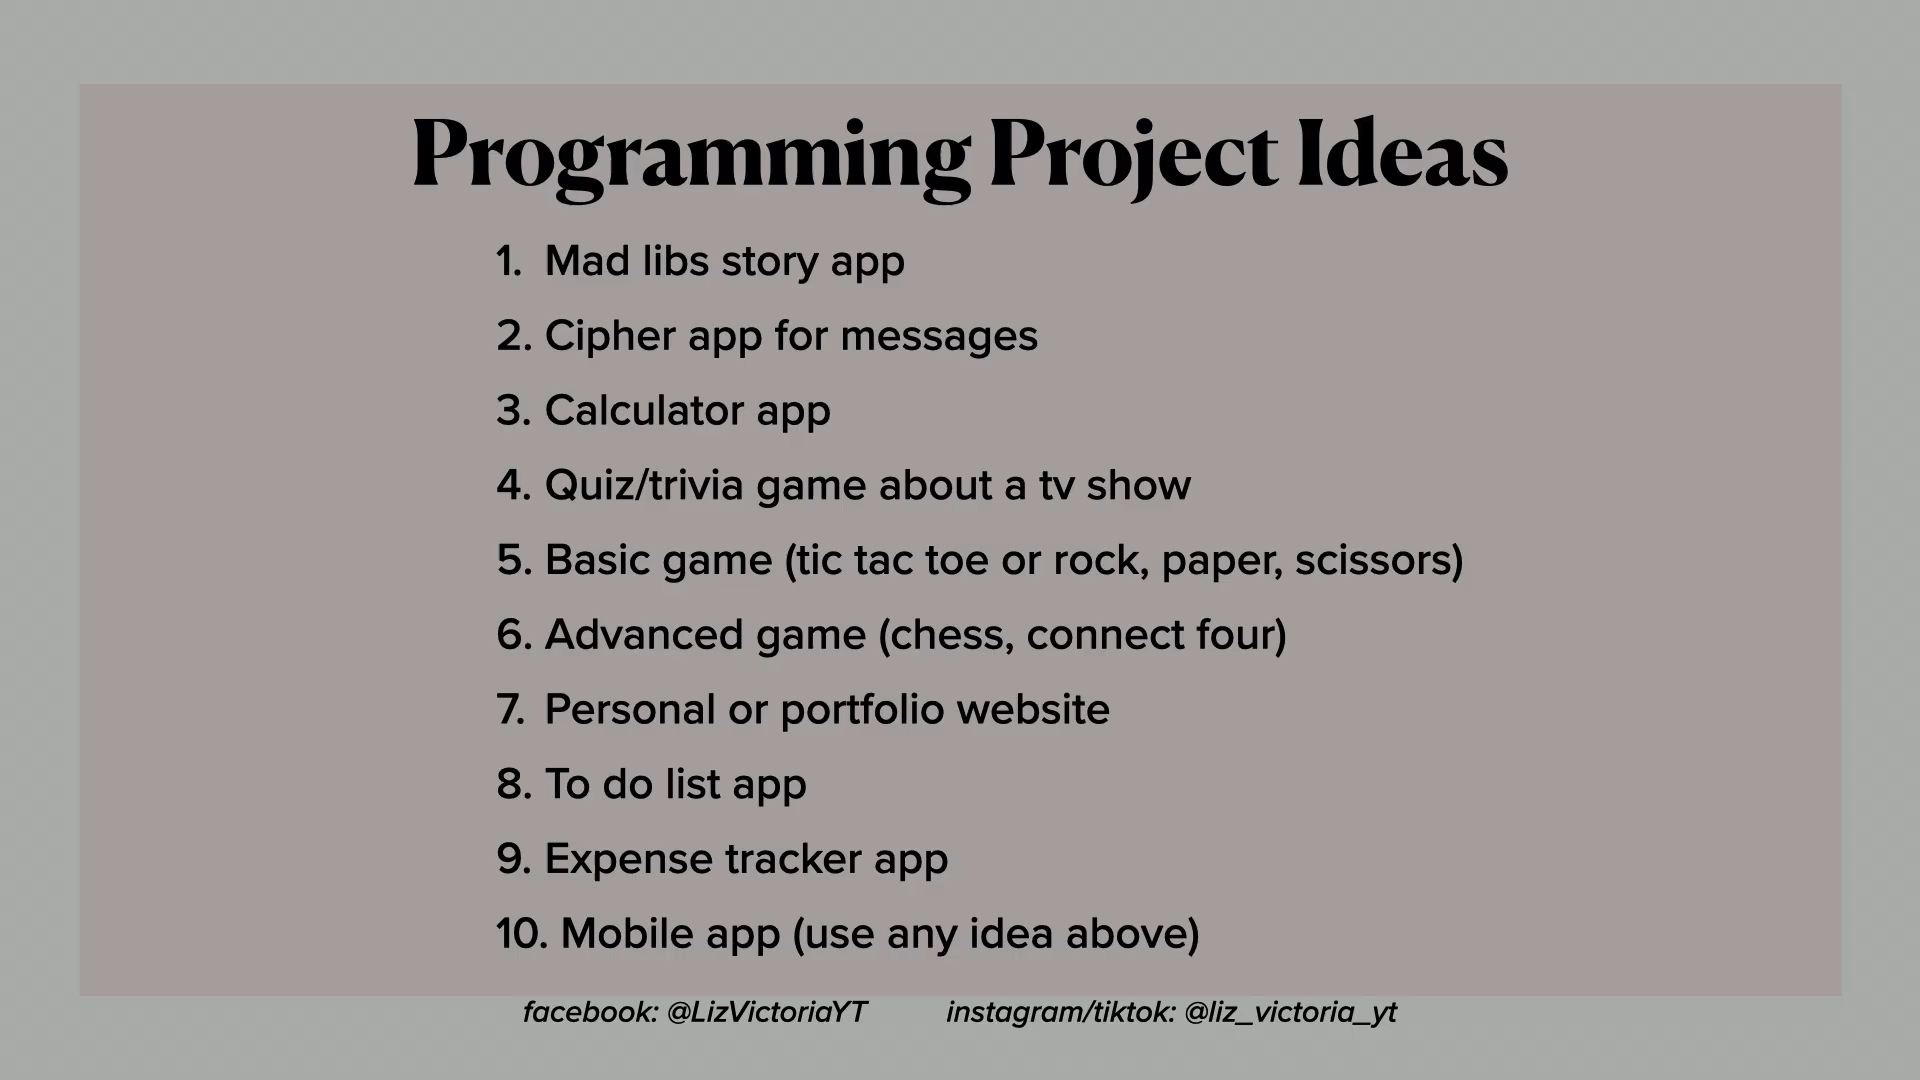 Programming Project Ideas
1. Mad libs story app
2. Cipher app for messages
3. Calculator app
4. Quiz/trivia game about a tv show
5. Basic game (tic tac toe or rock, paper, scissors)
6. Advanced game (chess, connect four)
7. Personal or portfolio website
8. To do list app
9. Expense tracker app
10. Mobile app (use any idea above)
facebook: @LizVictoriaYT instagram/tiktok: @liz_victoria_yt